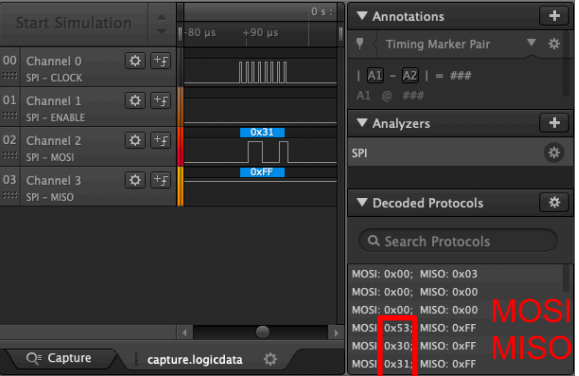 Start Simulation
0 s :
-80 µs
+90 µs
00 Channel 0
SPI – CLOCK
01 Channel 1
SPI – ENABLE
02 Channel 2
SPI – MOSI
0x31
03 Channel 3
SPI – MISO
0xFF
Capture
capture.logicdata
Annotations
Timing Marker Pair
| A1 – A2 | = ###
A1 @ ###
Analyzers
SPI
Decoded Protocols
Search Protocols
MOSI: 0x00; MISO: 0x03
MOSI: 0x00; MISO: 0x00
MOSI: 0x00; MISO: 0x00
MOSI: 0x53; MISO: 0xFF
MOSI: 0x30; MISO: 0xFF
MOSI: 0x31; MISO: 0xFF
MOSI
MISO